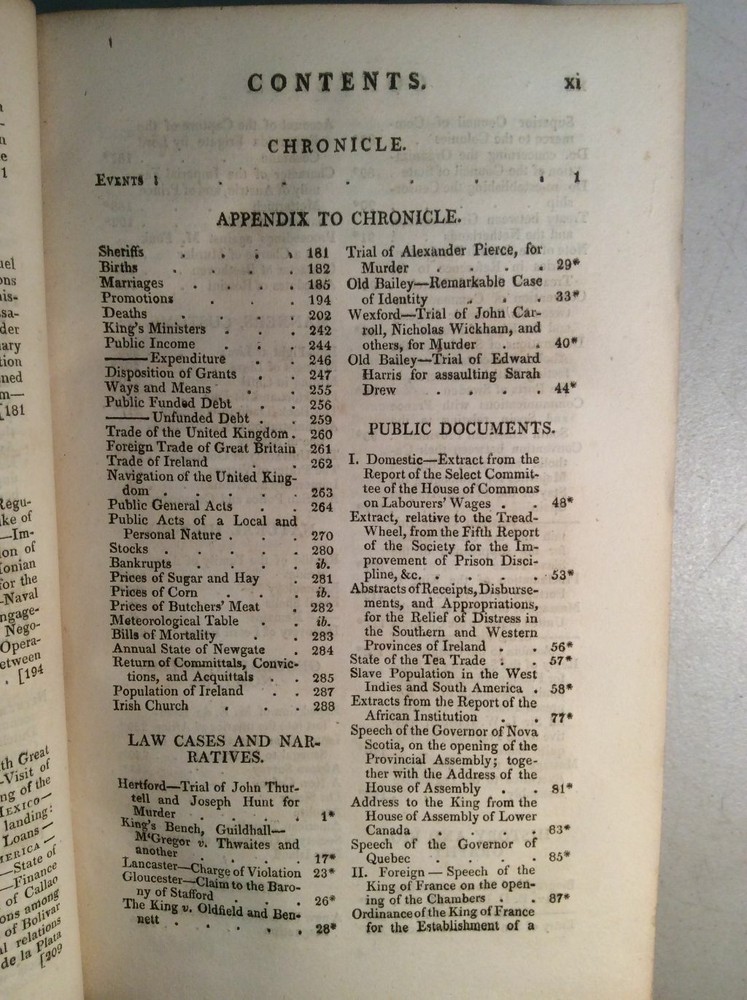 CONTENTS. xi
CHRONICLE.
EVENTS . . . . . . 1
APPENDIX TO CHRONICLE.
Sheriffs . . . . 181
Births . . . . 182
Marriages . . . . 185
Promotions . . . 194
Deaths . . . . 202
King's Ministers . . . 242
Public Income . . . 244
—— Expenditure . . 246
Disposition of Grants . . 247
Ways and Means . . 255
Public Funded Debt . . 256
—— Unfunded Debt . . 259
Trade of the United Kingdom . 260
Foreign Trade of Great Britain 261
Trade of Ireland . . 262
Navigation of the United King-
dom . . . . . 263
Public General Acts . . 264
Public Acts of a Local and
Personal Nature . . . 270
Stocks . . . . . 280
Bankrupts . . . . ib.
Prices of Sugar and Hay . 281
Prices of Corn . . . ib.
Prices of Butchers' Meat . 282
Meteorological Table . . ib.
Bills of Mortality . . 283
Annual State of Newgate . 284
Return of Committals, Convic-
tions, and Acquittals . . 285
Population of Ireland . . 287
Irish Church . . . 288
LAW CASES AND NAR-
RATIVES.
Hertford—Trial of John Thur-
tell and Joseph Hunt for
Murder . . . . 1*
King's Bench, Guildhall—
M'Gregor v. Thwaites and
another . . . . 17*
Lancaster—Charge of Violation 23*
Gloucester—Claim to the Baro-
ny of Stafford . . . 26*
The King v. Oldfield and Ben-
nett . . . . . 28*
Trial of Alexander Pierce, for
Murder . . . . 29*
Old Bailey—Remarkable Case
of Identity . . . 33*
Wexford—Trial of John Car-
roll, Nicholas Wickham, and
others, for Murder . . 40*
Old Bailey—Trial of Edward
Harris for assaulting Sarah
Drew . . . . 44*
PUBLIC DOCUMENTS.
I. Domestic—Extract from the
Report of the Select Commit-
tee of the House of Commons
on Labourers' Wages . . 48*
Extract, relative to the Tread-
Wheel, from the Fifth Report
of the Society for the Im-
provement of Prison Disci-
pline, &c. . . . . 53*
Abstracts of Receipts, Disburse-
ments, and Appropriations,
for the Relief of Distress in
the Southern and Western
Provinces of Ireland . . 56*
State of the Tea Trade . . 57*
Slave Population in the West
Indies and South America . 58*
Extracts from the Report of the
African Institution . . 77*
Speech of the Governor of Nova
Scotia, on the opening of the
Provincial Assembly; toge-
ther with the Address of the
House of Assembly . . 81*
Address to the King from the
House of Assembly of Lower
Canada . . . . 83*
Speech of the Governor of
Quebec . . . . 85*
II. Foreign — Speech of the
King of France on the open-
ing of the Chambers . . 87*
Ordinance of the King of France
for the Establishment of a